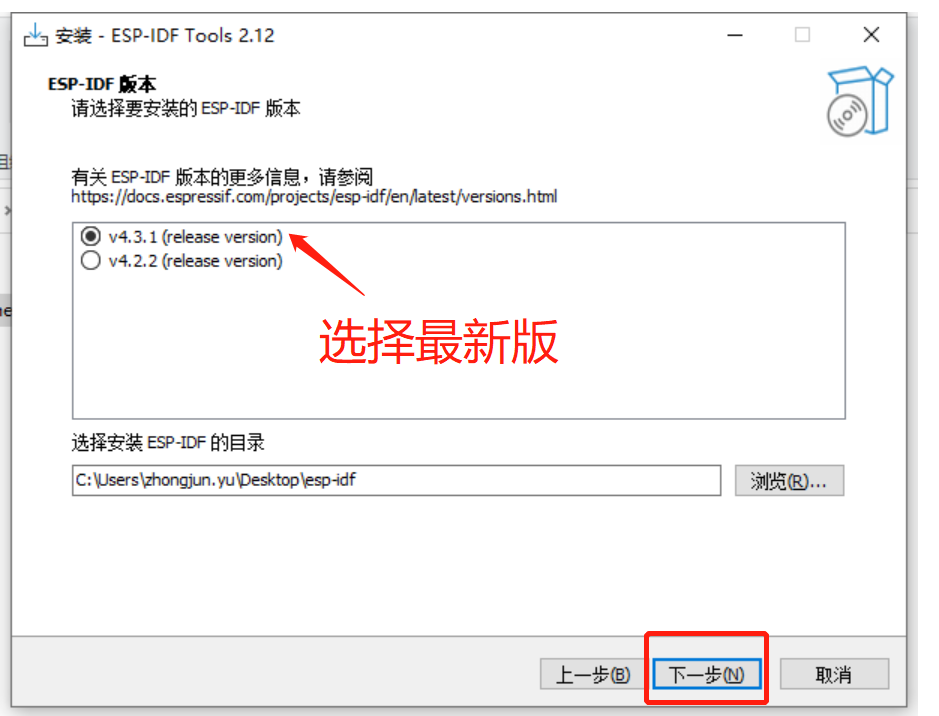 安装 - ESP-IDF Tools 2.12
ESP-IDF 版本
请选择要安装的 ESP-IDF 版本
有关 ESP-IDF 版本的更多信息，请参阅
https://docs.espressif.com/projects/esp-idf/en/latest/versions.html
v4.3.1 (release version)
v4.2.2 (release version)
选择最新版
选择安装 ESP-IDF 的目录
C:\Users\zhongjun.yu\Desktop\esp-idf
浏览(R)...
上一步(B)
下一步(N)
取消